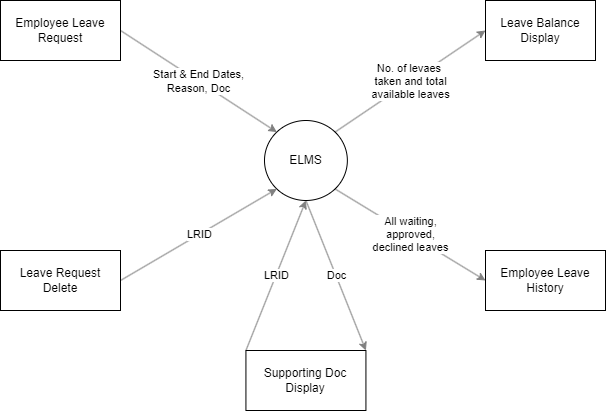 Employee Leave
Request
Leave Balance
Display
Start & End Dates,
Reason, Doc
No. of levaes
taken and total
available leaves
ELMS
LRID
All waiting,
approved,
declined leaves
Leave Request
Delete
LRID
Doc
Employee Leave
History
Supporting Doc
Display